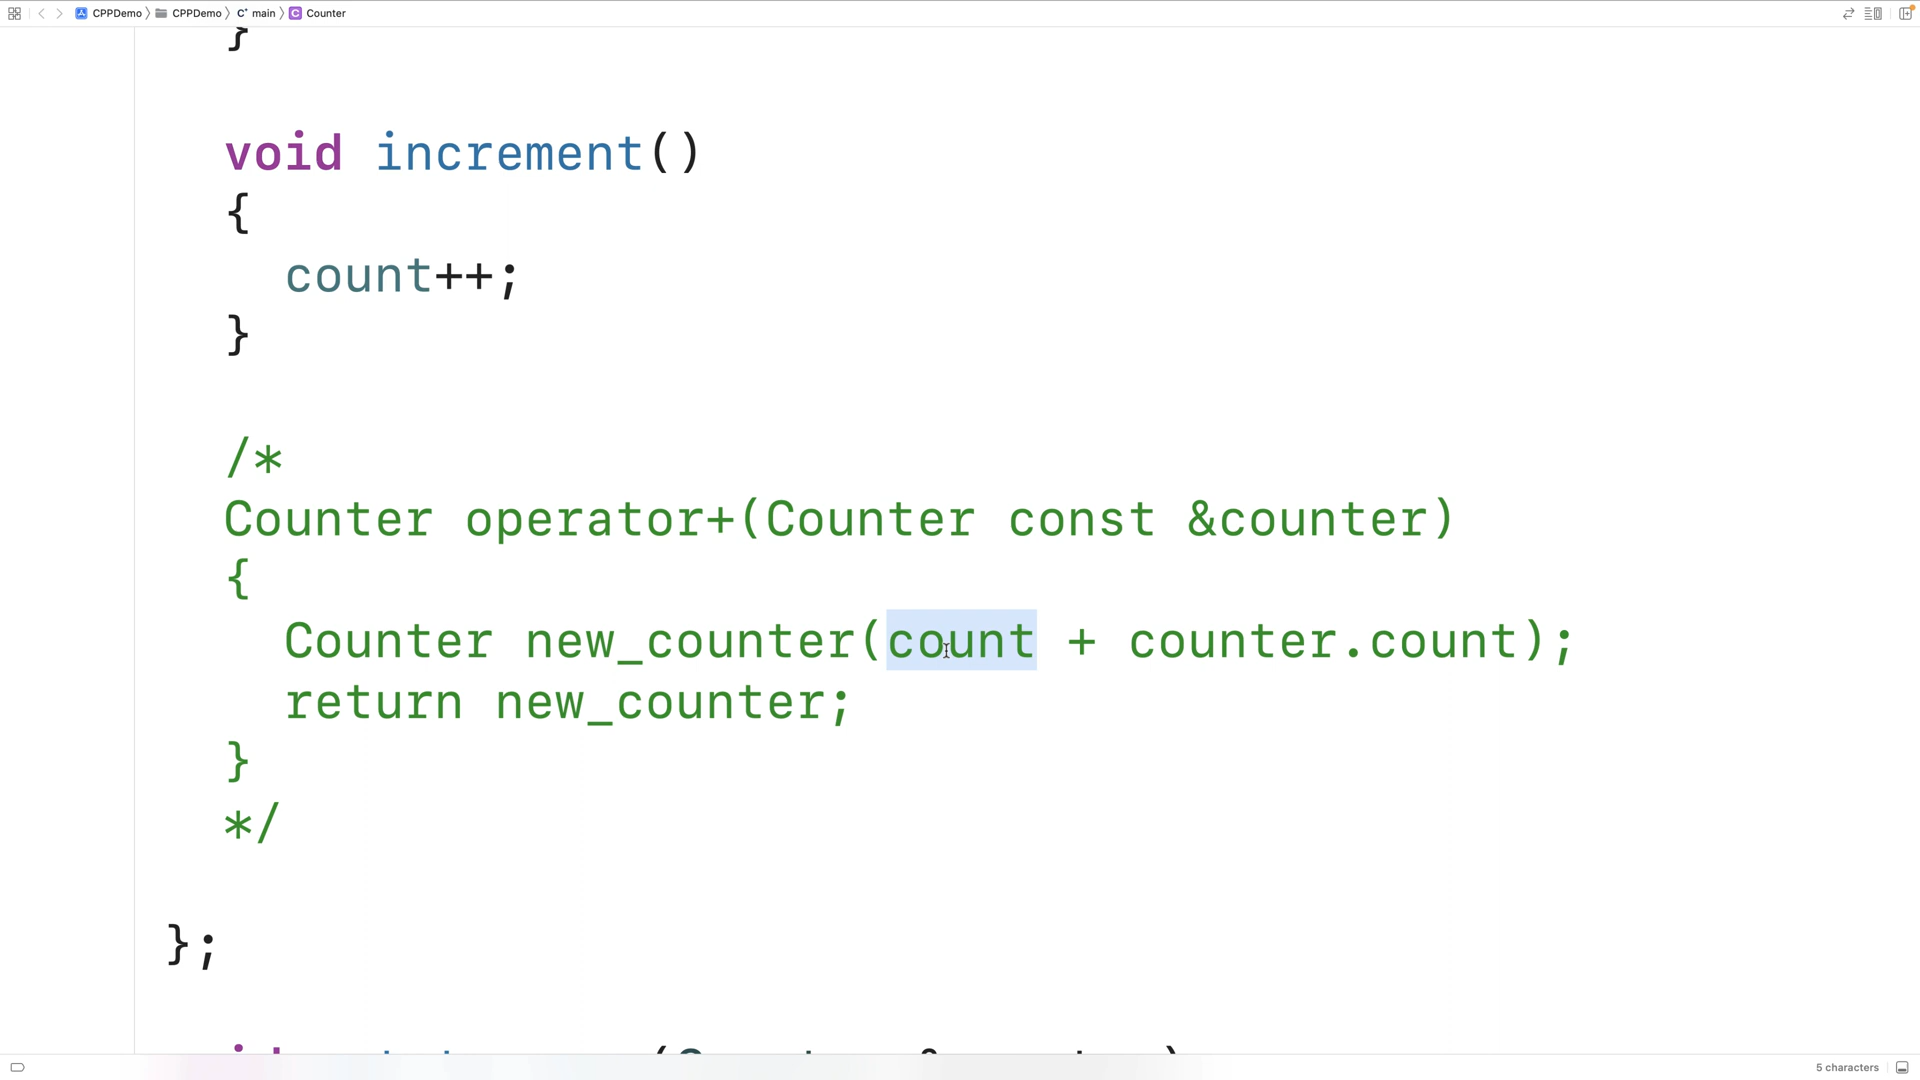 CPPDemo CPPDemo C+ main C Counter
}
void increment()
{
count++;
}
/*
Counter operator+(Counter const &counter)
{
Counter new_counter(count + counter.count);
return new_counter;
}
*/
};
5 characters